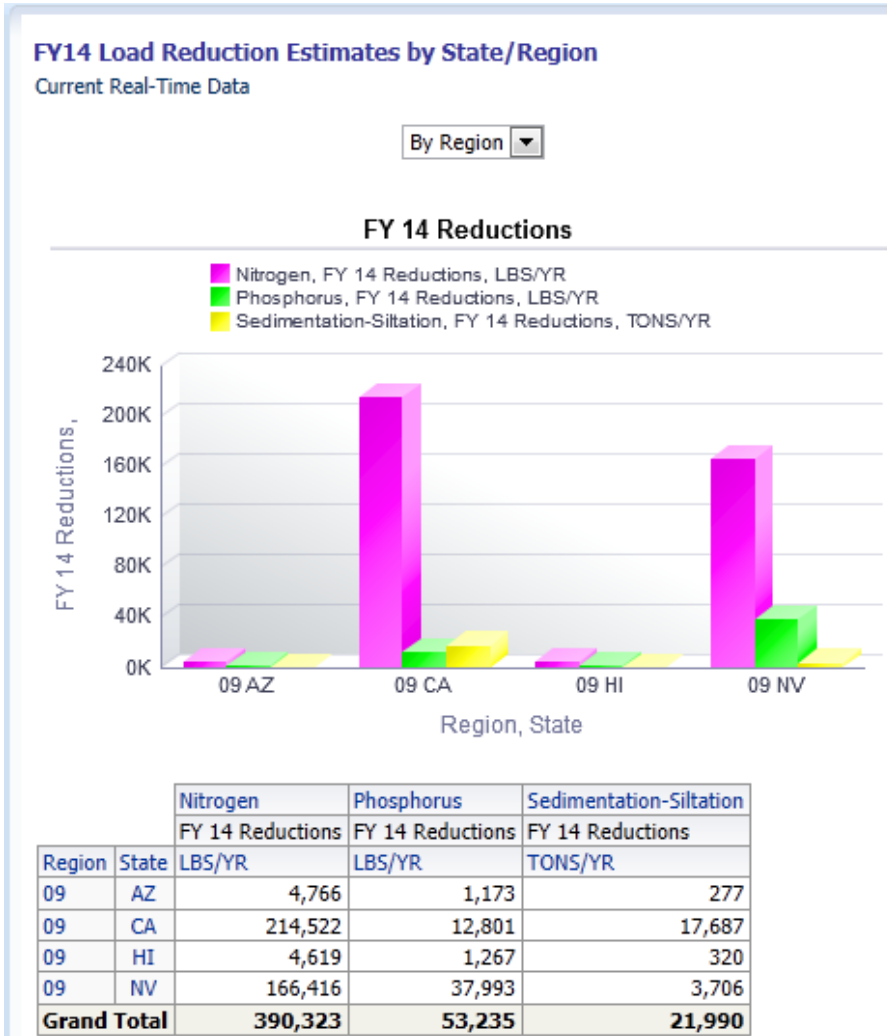 FY14 Load Reduction Estimates by State/Region
Current Real-Time Data
By Region
FY 14 Reductions
Nitrogen, FY 14 Reductions, LBS/YR
Phosphorus, FY 14 Reductions, LBS/YR
Sedimentation-Siltation, FY 14 Reductions, TONS/YR
FY 14 Reductions,
240K
200K
160K
120K
80K
40K
0K
09 AZ 09 CA 09 HI 09 NV
Region, State
Nitrogen Phosphorus Sedimentation-Siltation
FY 14 Reductions FY 14 Reductions FY 14 Reductions
Region State LBS/YR LBS/YR TONS/YR
09 AZ 4,766 1,173 277
09 CA 214,522 12,801 17,687
09 HI 4,619 1,267 320
09 NV 166,416 37,993 3,706
Grand Total 390,323 53,235 21,990